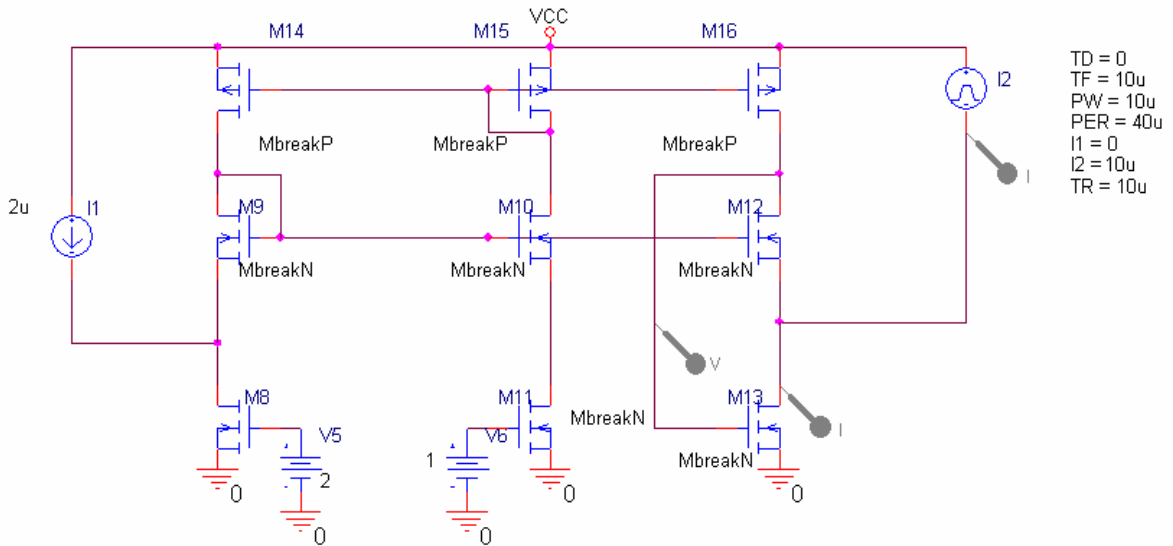 M14
M15
VCC
M16
MbreakP
MbreakP
MbreakP
I2
TD = 0
TF = 10u
PW = 10u
PER = 40u
I1 = 0
I2 = 10u
TR = 10u
I
2u
I1
M9
M10
M12
MbreakN
MbreakN
MbreakN
V
M8
M11
M13
MbreakN
I
V5
2
1
V6
MbreakN
0
0
0
0
0